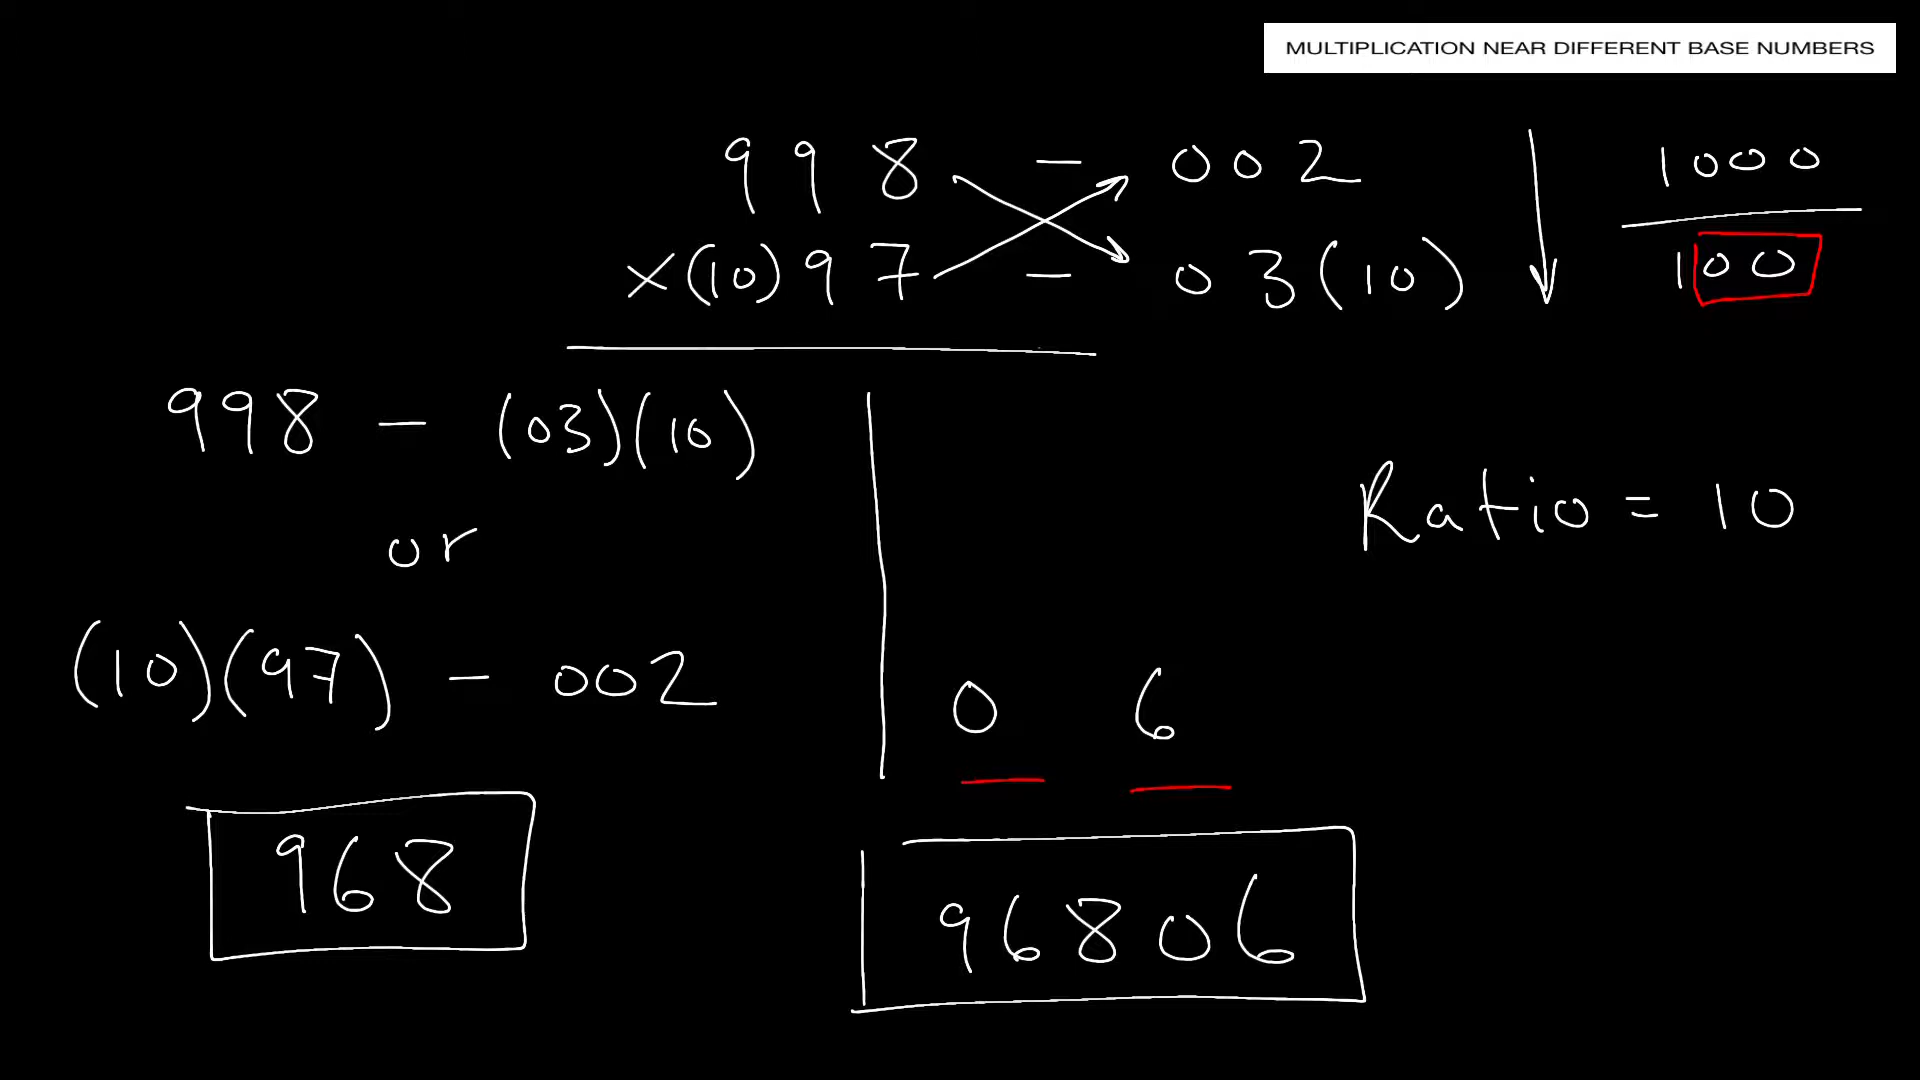 MULTIPLICATION NEAR DIFFERENT BASE NUMBERS
998 - 002
×(10)97 - 03(10)
1000
100
998 - (03)(10)
or
(10)(97) - 002
Ratio = 10
0 6
968
96806